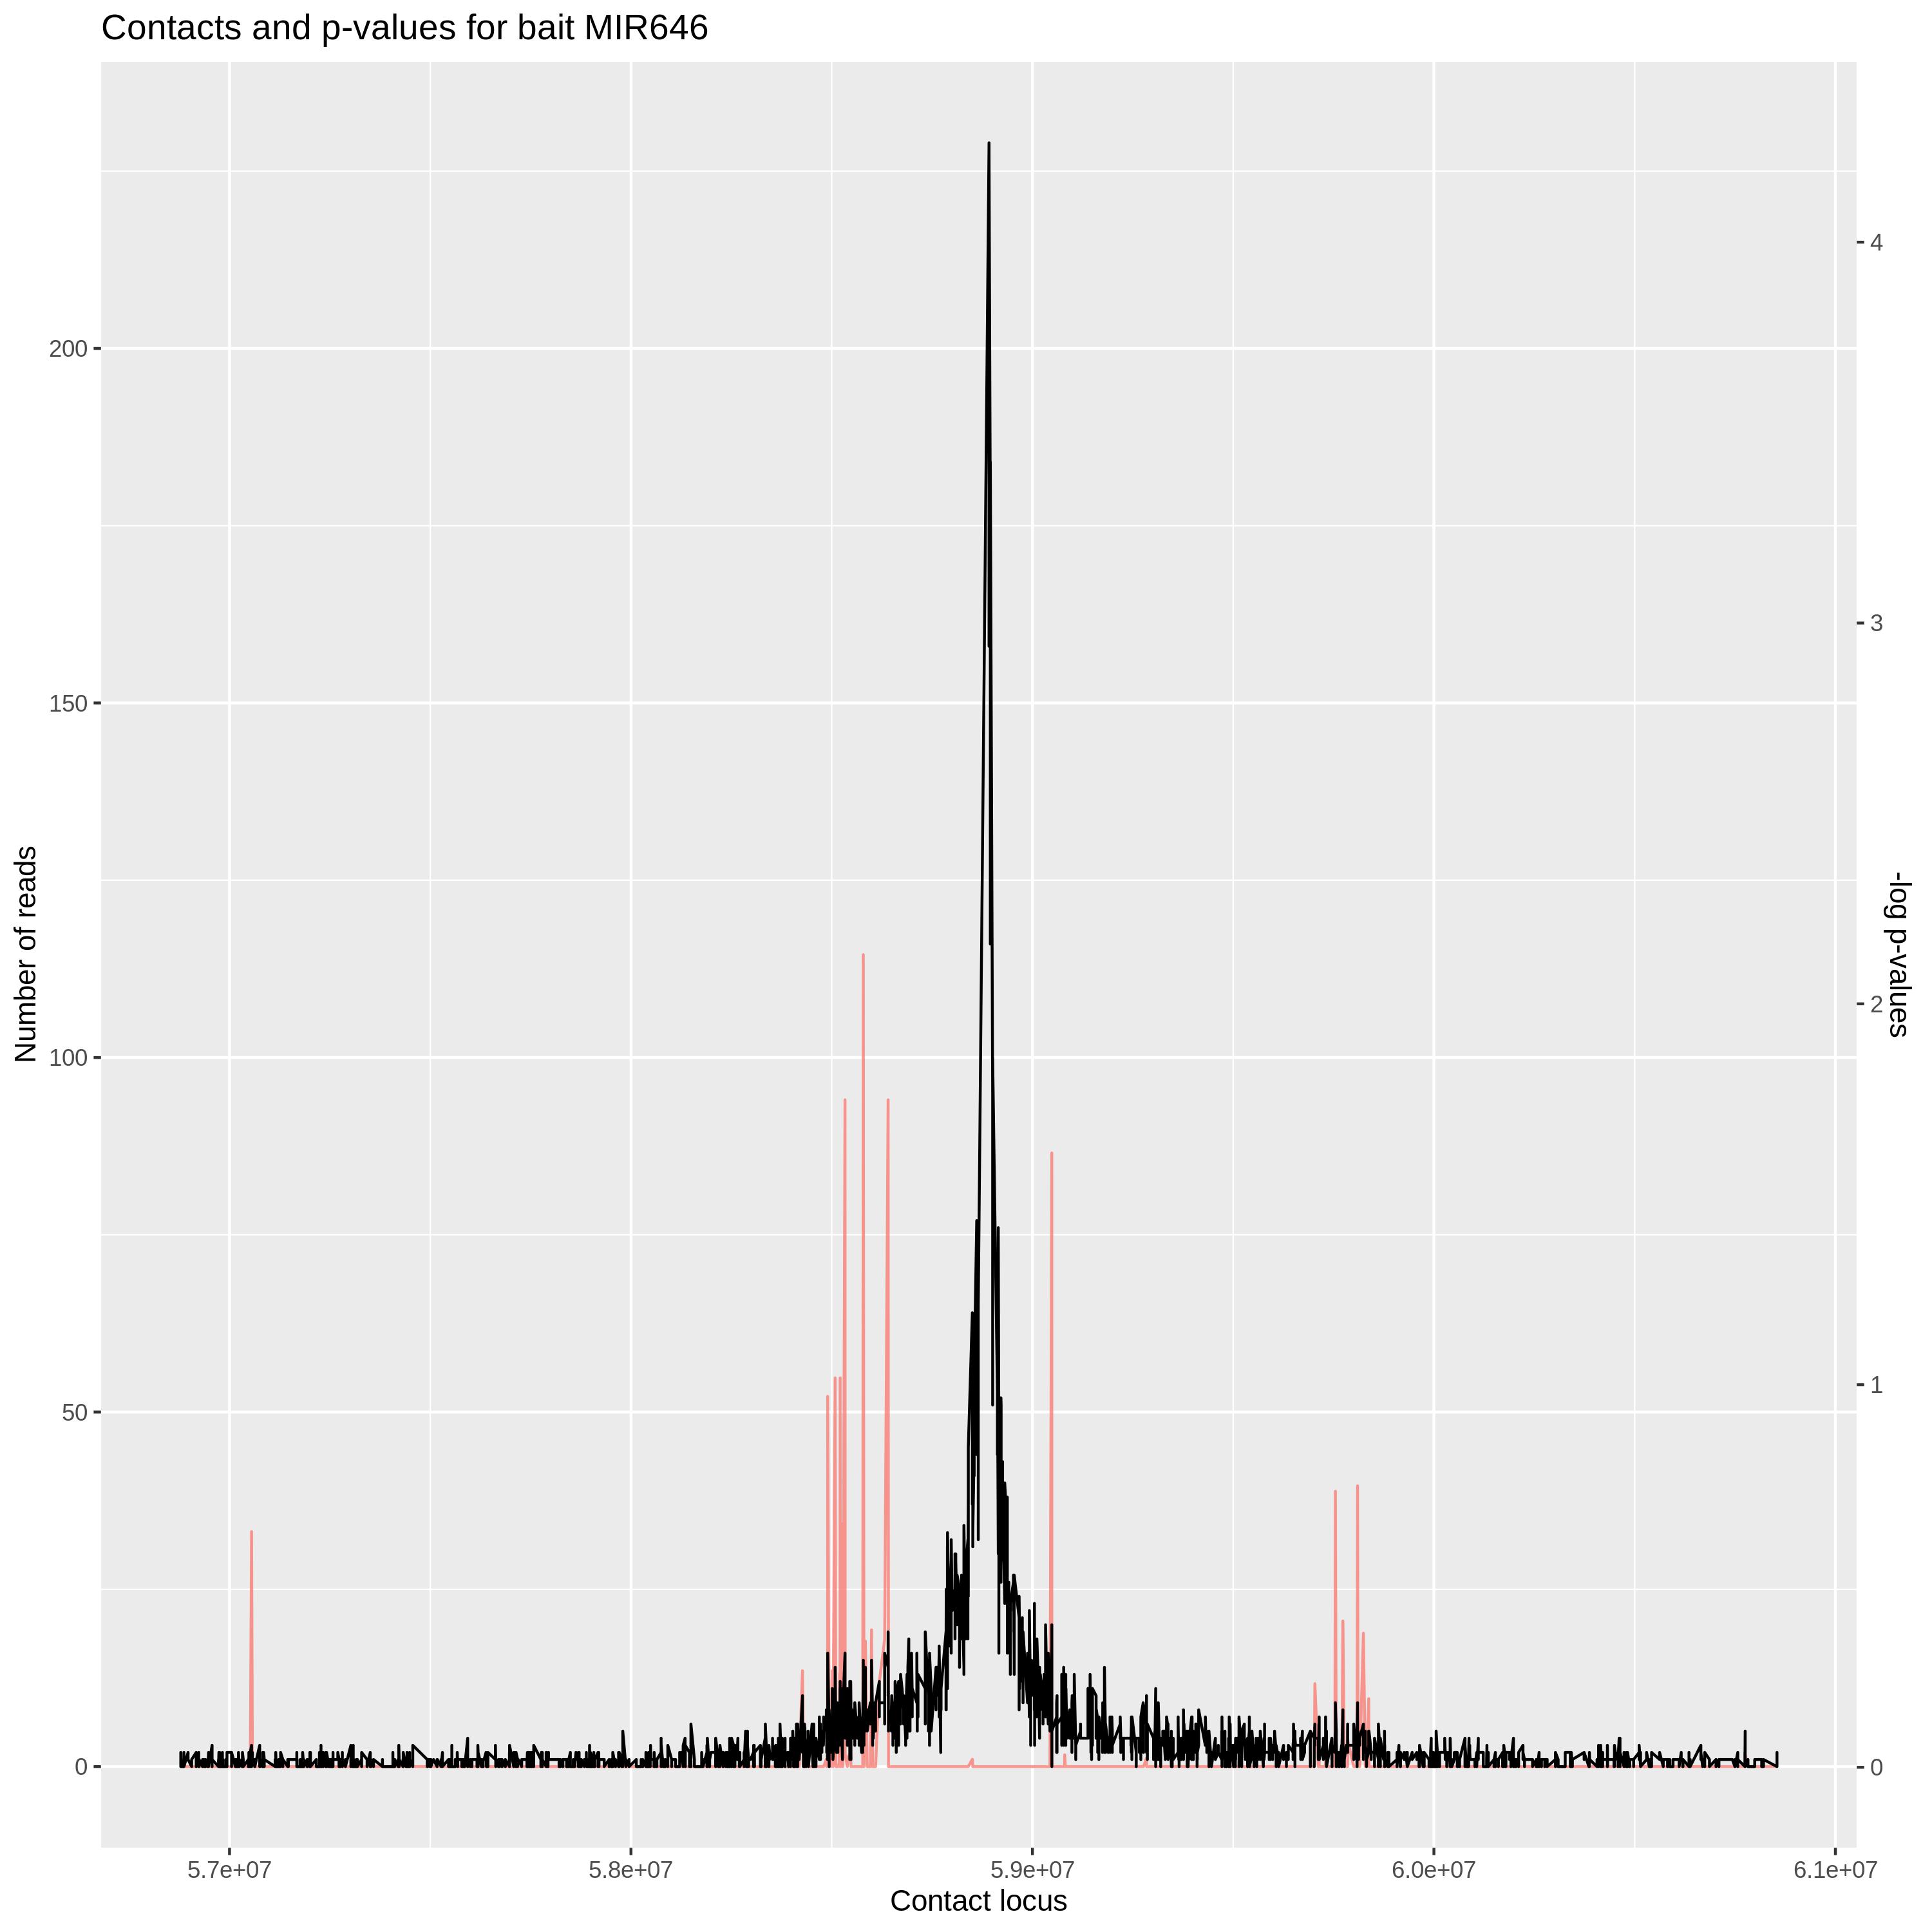 Contacts and p-values for bait MIR646
Number of reads
200
150
100
50
0
4
3
2
1
0
-log p-values
5.7e+07
5.8e+07
5.9e+07
6.0e+07
6.1e+07
Contact locus